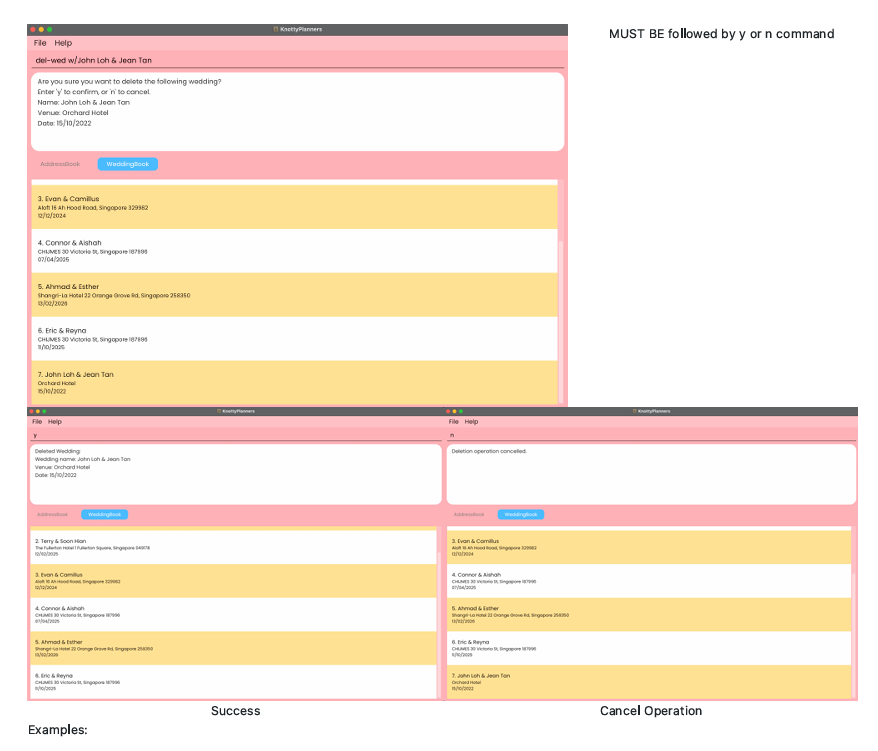 KnottyPlanners
File Help
del-wed w/John Loh & Jean Tan
Are you sure you want to delete the following wedding?
Enter 'y' to confirm, or 'n' to cancel.
Name: John Loh & Jean Tan
Venue: Orchard Hotel
Date: 15/10/2022
AddressBook WeddingBook
3. Evan & Camillus
Aloft 16 Ah Hood Road, Singapore 329982
12/12/2024
4. Connor & Aishah
CHIJMES 30 Victoria St, Singapore 187996
07/04/2025
5. Ahmad & Esther
Shangri-La Hotel 22 Orange Grove Rd, Singapore 258350
13/02/2026
6. Eric & Reyna
CHIJMES 30 Victoria St, Singapore 187996
11/10/2025
7. John Loh & Jean Tan
Orchard Hotel
15/10/2022
MUST BE followed by y or n command
KnottyPlanners
File Help
y
Deleted Wedding:
Wedding name: John Loh & Jean Tan
Venue: Orchard Hotel
Date: 15/10/2022
AddressBook WeddingBook
2. Terry & Soon Hian
The Fullerton Hotel 1 Fullerton Square, Singapore 049178
12/02/2025
3. Evan & Camillus
Aloft 16 Ah Hood Road, Singapore 329982
12/12/2024
4. Connor & Aishah
CHIJMES 30 Victoria St, Singapore 187996
07/04/2025
5. Ahmad & Esther
Shangri-La Hotel 22 Orange Grove Rd, Singapore 258350
13/02/2026
6. Eric & Reyna
CHIJMES 30 Victoria St, Singapore 187996
11/10/2025
Success
KnottyPlanners
File Help
n
Deletion operation cancelled.
AddressBook WeddingBook
3. Evan & Camillus
Aloft 16 Ah Hood Road, Singapore 329982
12/12/2024
4. Connor & Aishah
CHIJMES 30 Victoria St, Singapore 187996
07/04/2025
5. Ahmad & Esther
Shangri-La Hotel 22 Orange Grove Rd, Singapore 258350
13/02/2026
6. Eric & Reyna
CHIJMES 30 Victoria St, Singapore 187996
11/10/2025
7. John Loh & Jean Tan
Orchard Hotel
15/10/2022
Cancel Operation
Examples: